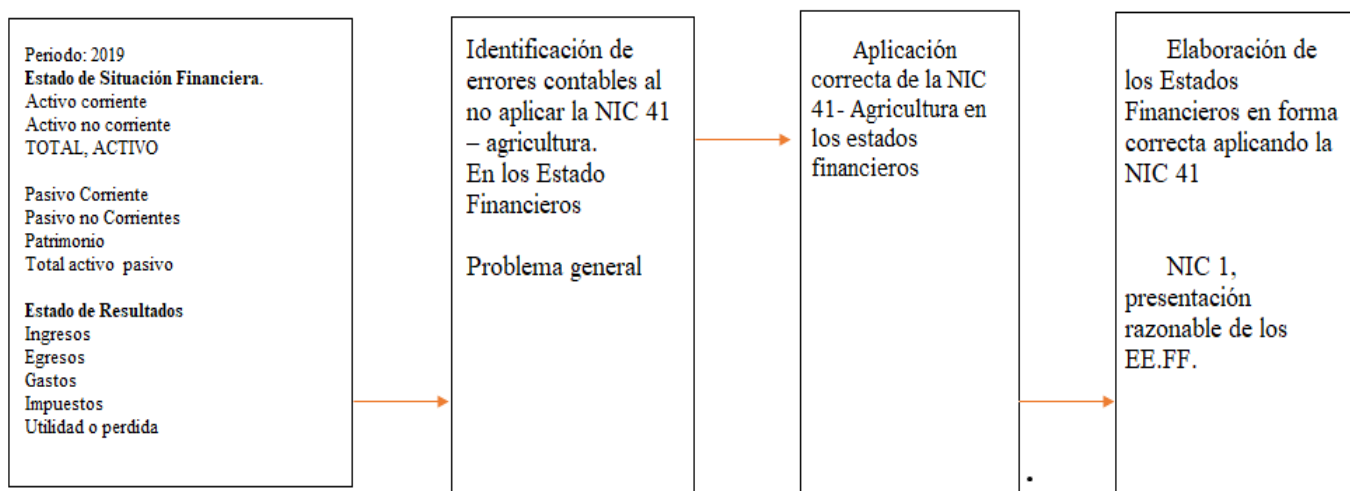 Periodo: 2019
Estado de Situación Financiera.
Activo corriente
Activo no corriente
TOTAL, ACTIVO
Pasivo Corriente
Pasivo no Corrientes
Patrimonio
Total activo pasivo
Estado de Resultados
Ingresos
Egresos
Gastos
Impuestos
Utilidad o perdida
Identificación de
errores contables al
no aplicar la NIC 41
– agricultura.
En los Estado
Financieros
Problema general
Aplicación
correcta de la NIC
41- Agricultura en
los estados
financieros
.
Elaboración de
los Estados
Financieros en forma
correcta aplicando la
NIC 41
NIC 1,
presentación
razonable de los
EE.FF.